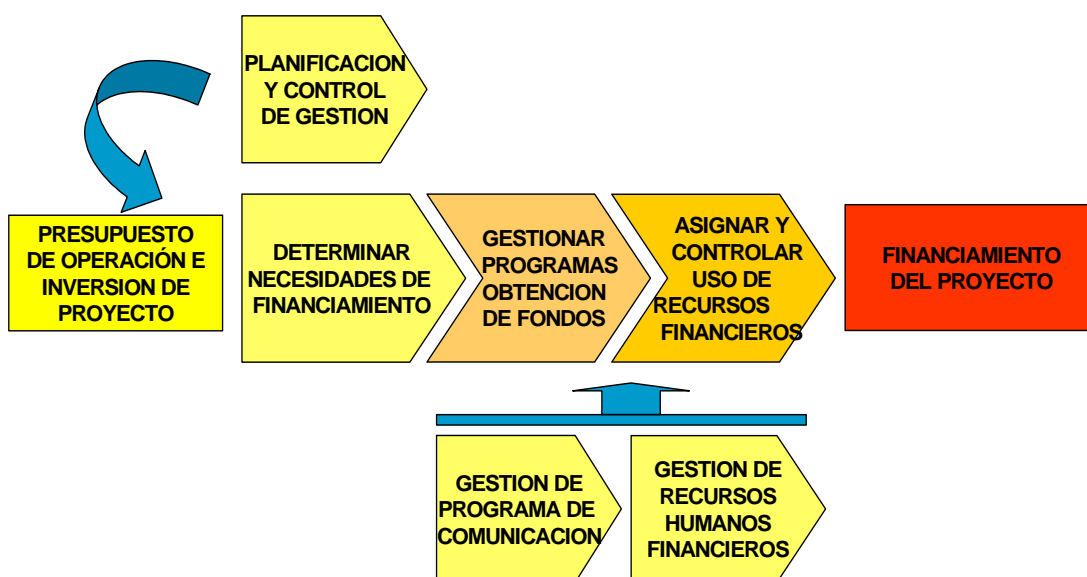 PLANIFICACION
Y CONTROL
DE GESTION
PRESUPUESTO
DE OPERACIÓN E
INVERSION DE
PROYECTO
DETERMINAR
NECESIDADES DE
FINANCIAMIENTO
GESTIONAR
PROGRAMAS
OBTENCION
DE FONDOS
ASIGNAR Y
CONTROLAR
USO DE
RECURSOS
FINANCIEROS
FINANCIAMIENTO
DEL PROYECTO
GESTION DE
PROGRAMA DE
COMUNICACION
GESTION DE
RECURSOS
HUMANOS
FINANCIEROS